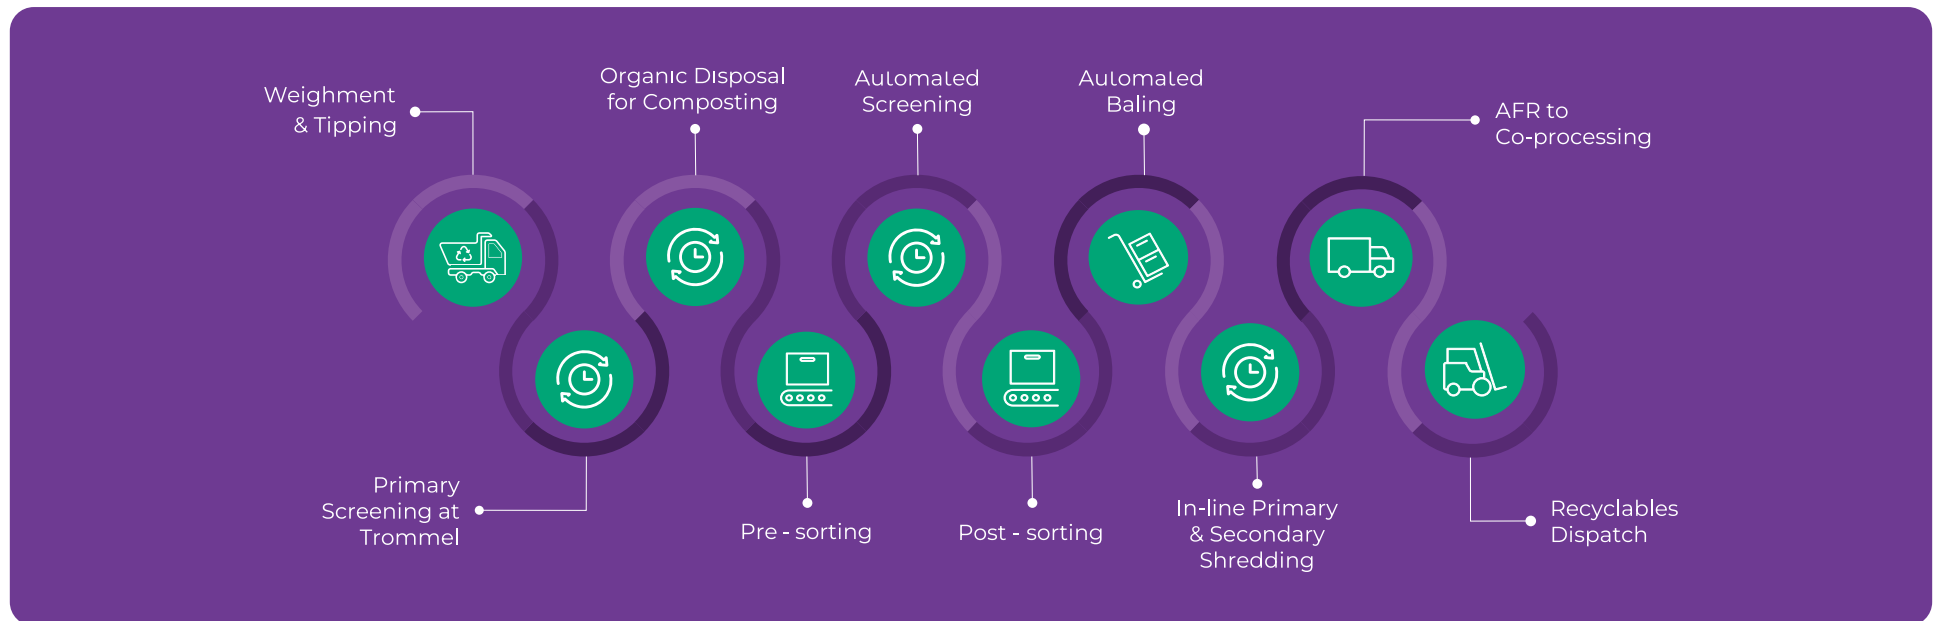 Weighment
& Tipping
Primary
Screening at
Trommel
Organic Disposal
for Composting
Pre - sorting
Automated
Screening
Post - sorting
Automated
Baling
In-line Primary
& Secondary
Shredding
AFR to
Co-processing
Recyclables
Dispatch